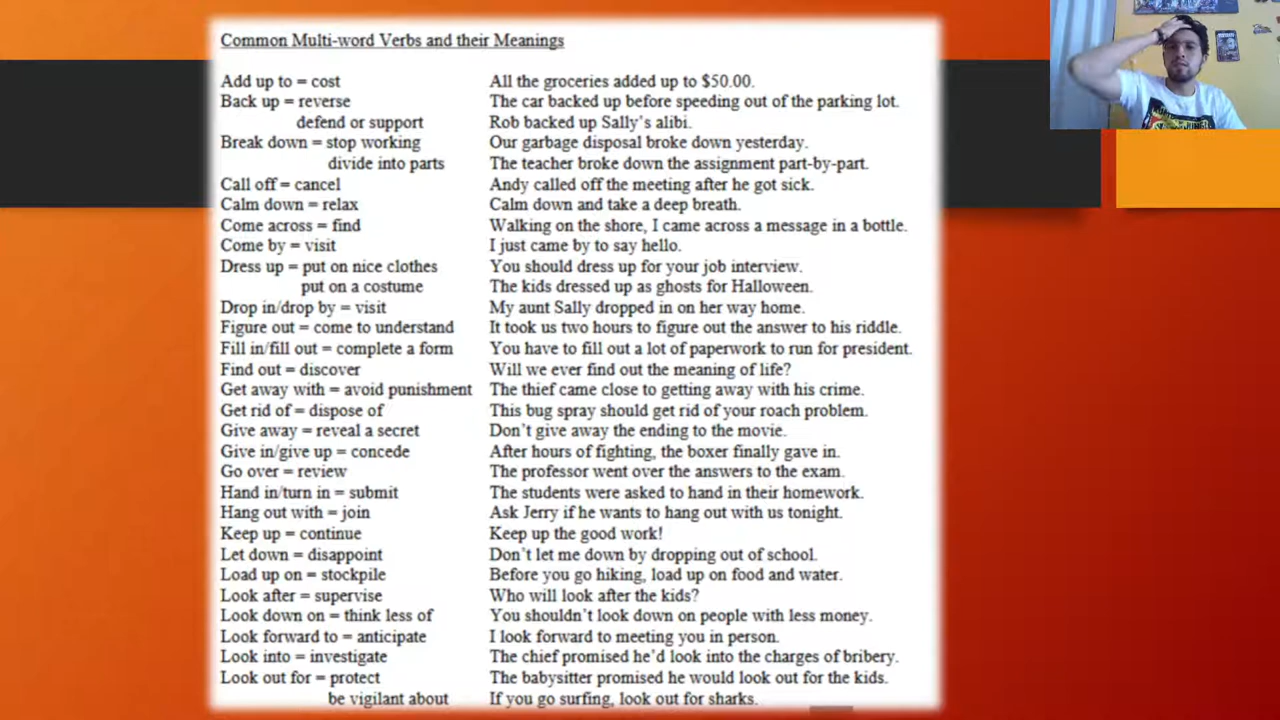 Common Multi-word Verbs and their Meanings
Add up to = cost All the groceries added up to $50.00.
Back up = reverse The car backed up before speeding out of the parking lot.
defend or support Rob backed up Sally's alibi.
Break down = stop working Our garbage disposal broke down yesterday.
divide into parts The teacher broke down the assignment part-by-part.
Call off = cancel Andy called off the meeting after he got sick.
Calm down = relax Calm down and take a deep breath.
Come across = find Walking on the shore, I came across a message in a bottle.
Come by = visit I just came by to say hello.
Dress up = put on nice clothes You should dress up for your job interview.
put on a costume The kids dressed up as ghosts for Halloween.
Drop in/drop by = visit My aunt Sally dropped in on her way home.
Figure out = come to understand It took us two hours to figure out the answer to his riddle.
Fill in/fill out = complete a form You have to fill out a lot of paperwork to run for president.
Find out = discover Will we ever find out the meaning of life?
Get away with = avoid punishment The thief came close to getting away with his crime.
Get rid of = dispose of This bug spray should get rid of your roach problem.
Give away = reveal a secret Don't give away the ending to the movie.
Give in/give up = concede After hours of fighting, the boxer finally gave in.
Go over = review The professor went over the answers to the exam.
Hand in/turn in = submit The students were asked to hand in their homework.
Hang out with = join Ask Jerry if he wants to hang out with us tonight.
Keep up = continue Keep up the good work!
Let down = disappoint Don't let me down by dropping out of school.
Load up on = stockpile Before you go hiking, load up on food and water.
Look after = supervise Who will look after the kids?
Look down on = think less of You shouldn't look down on people with less money.
Look forward to = anticipate I look forward to meeting you in person.
Look into = investigate The chief promised he'd look into the charges of bribery.
Look out for = protect The babysitter promised he would look out for the kids.
be vigilant about If you go surfing, look out for sharks.